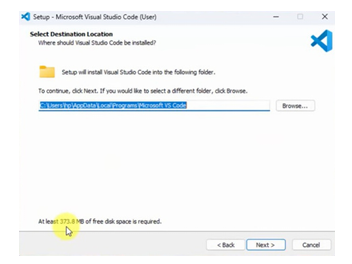 Setup - Microsoft Visual Studio Code (User)
Select Destination Location
Where should Visual Studio Code be installed?
Setup will install Visual Studio Code into the following folder.
To continue, click Next. If you would like to select a different folder, click Browse.
C:\Users\hp\AppData\Local\Programs\Microsoft VS Code
Browse...
At least 373.8 MB of free disk space is required.
< Back
Next >
Cancel